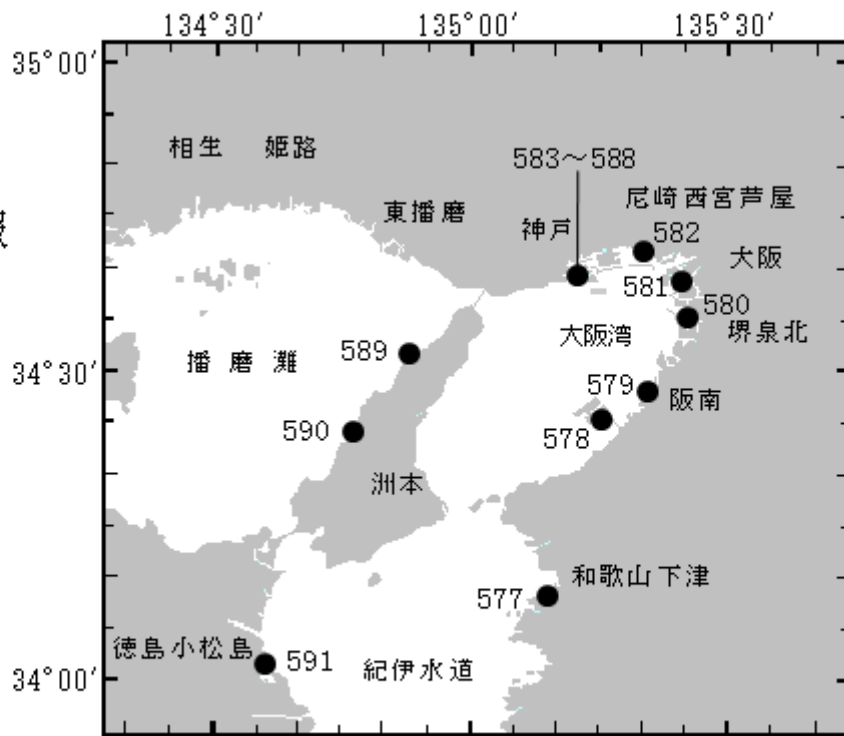 134°30′ 135°00′ 135°30′
35°00′
相生 姫路
583～588
東播磨
神戸
尼崎西宮芦屋
582
大阪
581
580
大阪湾
堺泉北
播磨灘
589
34°30′
579
阪南
590
578
洲本
和歌山下津
577
徳島小松島
591
紀伊水道
34°00′